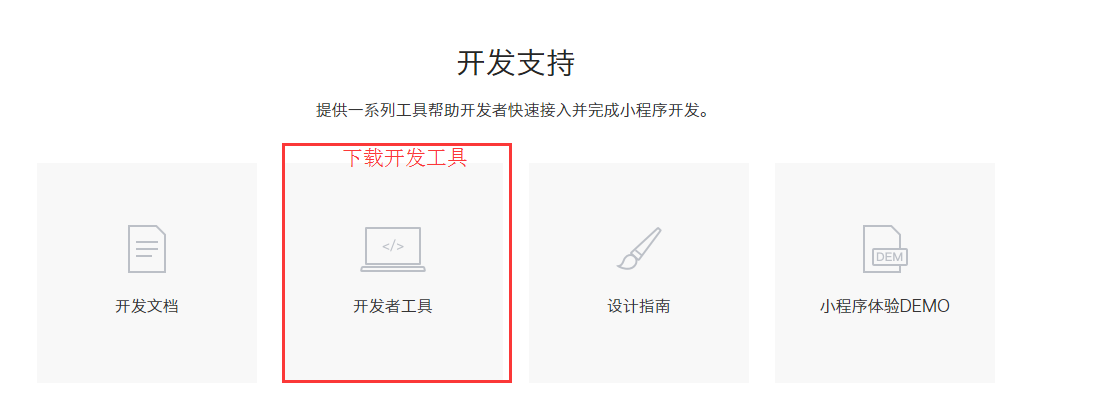 开发支持
提供一系列工具帮助开发者快速接入并完成小程序开发。
下载开发工具
</>
DEM
开发文档
开发者工具
设计指南
小程序体验DEMO